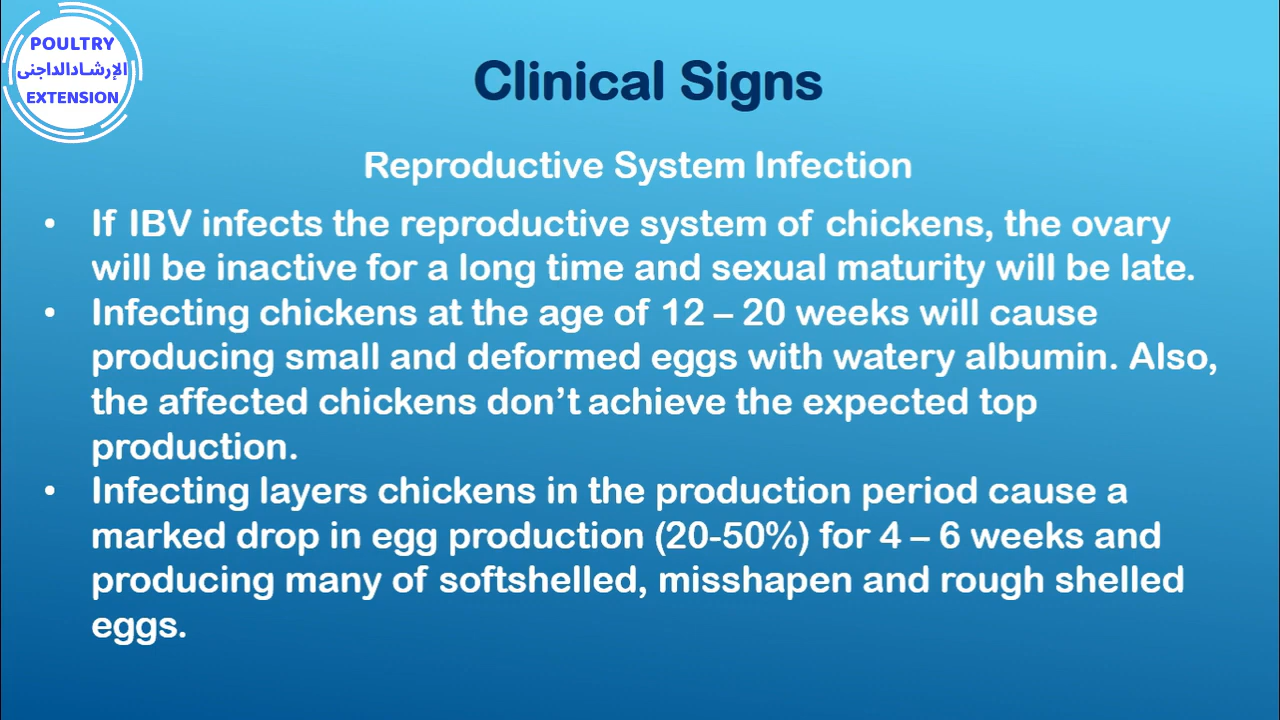 POULTRY
الإرشادالداجنى
EXTENSION
Clinical Signs
Reproductive System Infection
• If IBV infects the reproductive system of chickens, the ovary
will be inactive for a long time and sexual maturity will be late.
• Infecting chickens at the age of 12 – 20 weeks will cause
producing small and deformed eggs with watery albumin. Also,
the affected chickens don’t achieve the expected top
production.
• Infecting layers chickens in the production period cause a
marked drop in egg production (20-50%) for 4 – 6 weeks and
producing many of softshelled, misshapen and rough shelled
eggs.